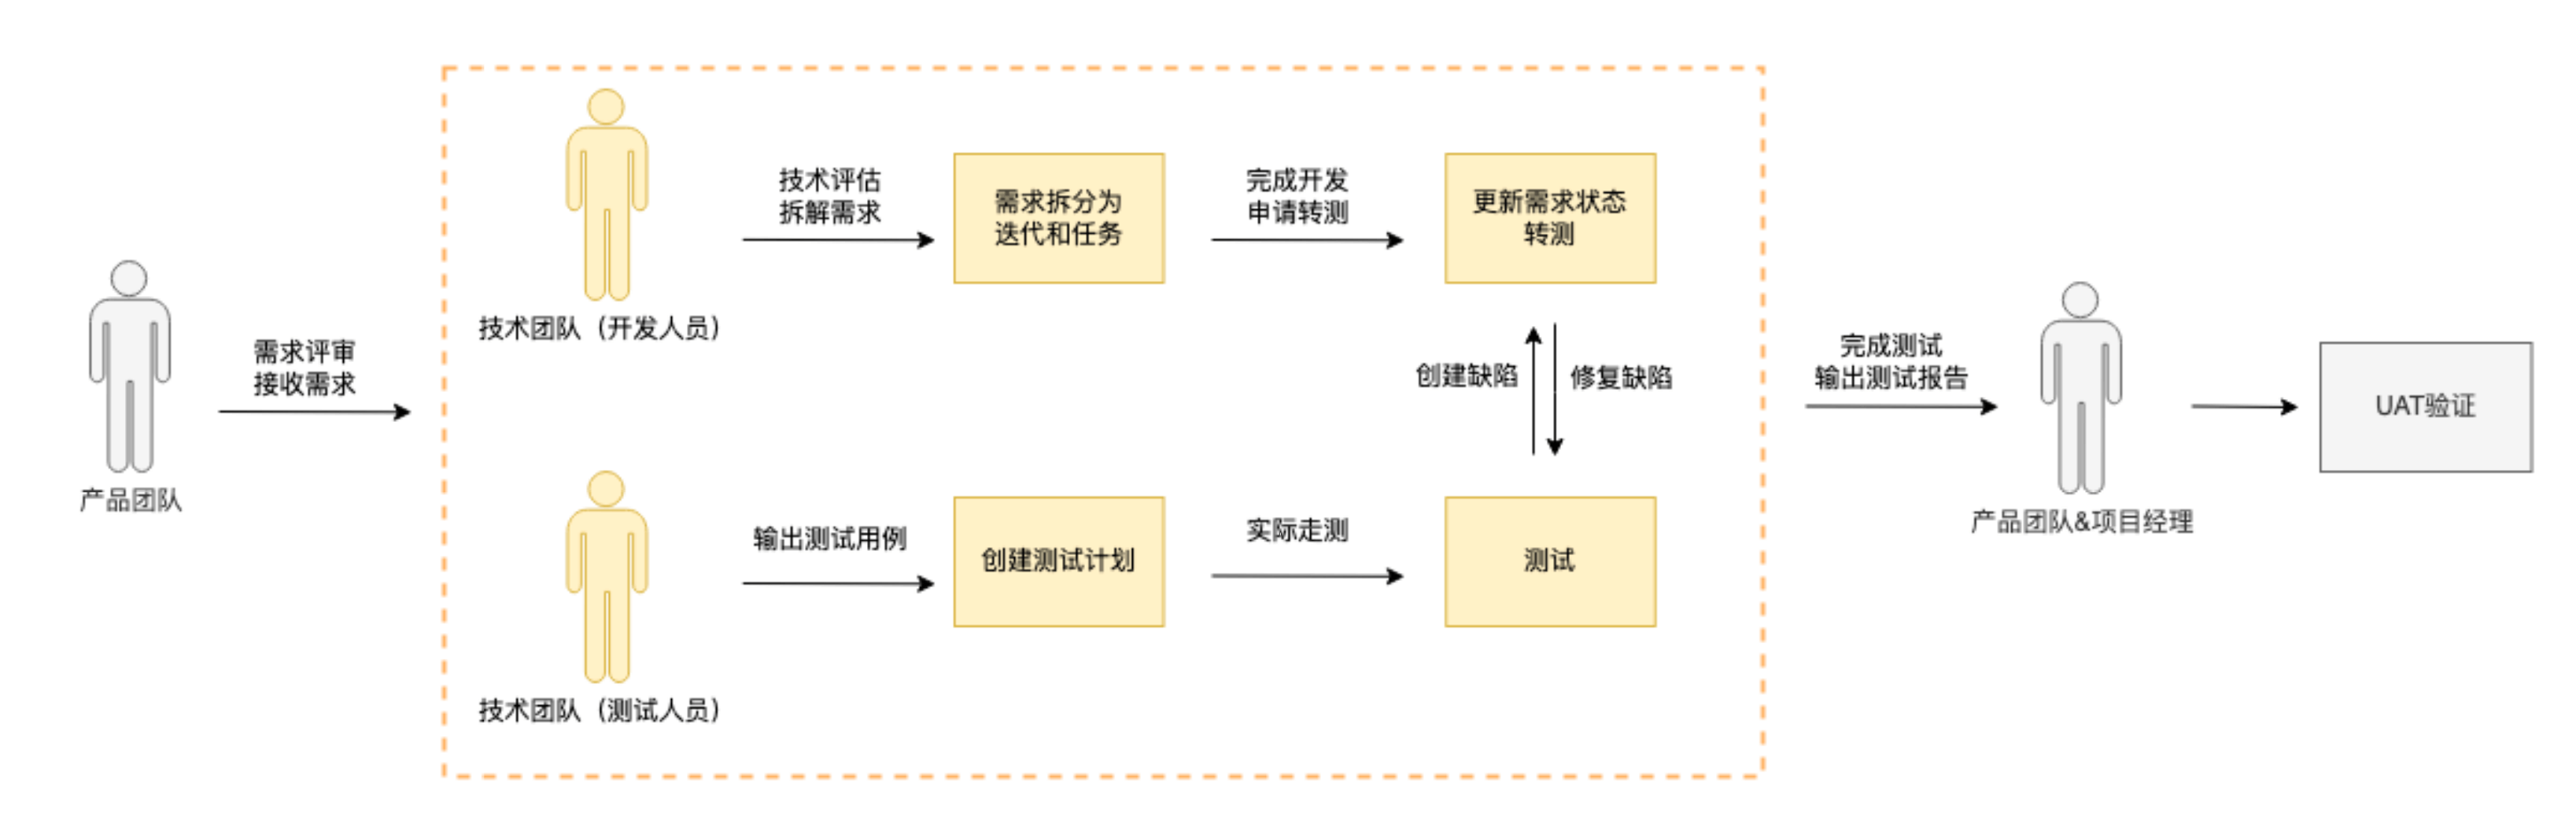 需求评审
接收需求
产品团队
技术团队（开发人员）
技术评估
拆解需求
需求拆分为
迭代和任务
完成开发
申请转测
更新需求状态
转测
创建缺陷
修复缺陷
技术团队（测试人员）
输出测试用例
创建测试计划
实际走测
测试
完成测试
输出测试报告
产品团队&项目经理
UAT验证